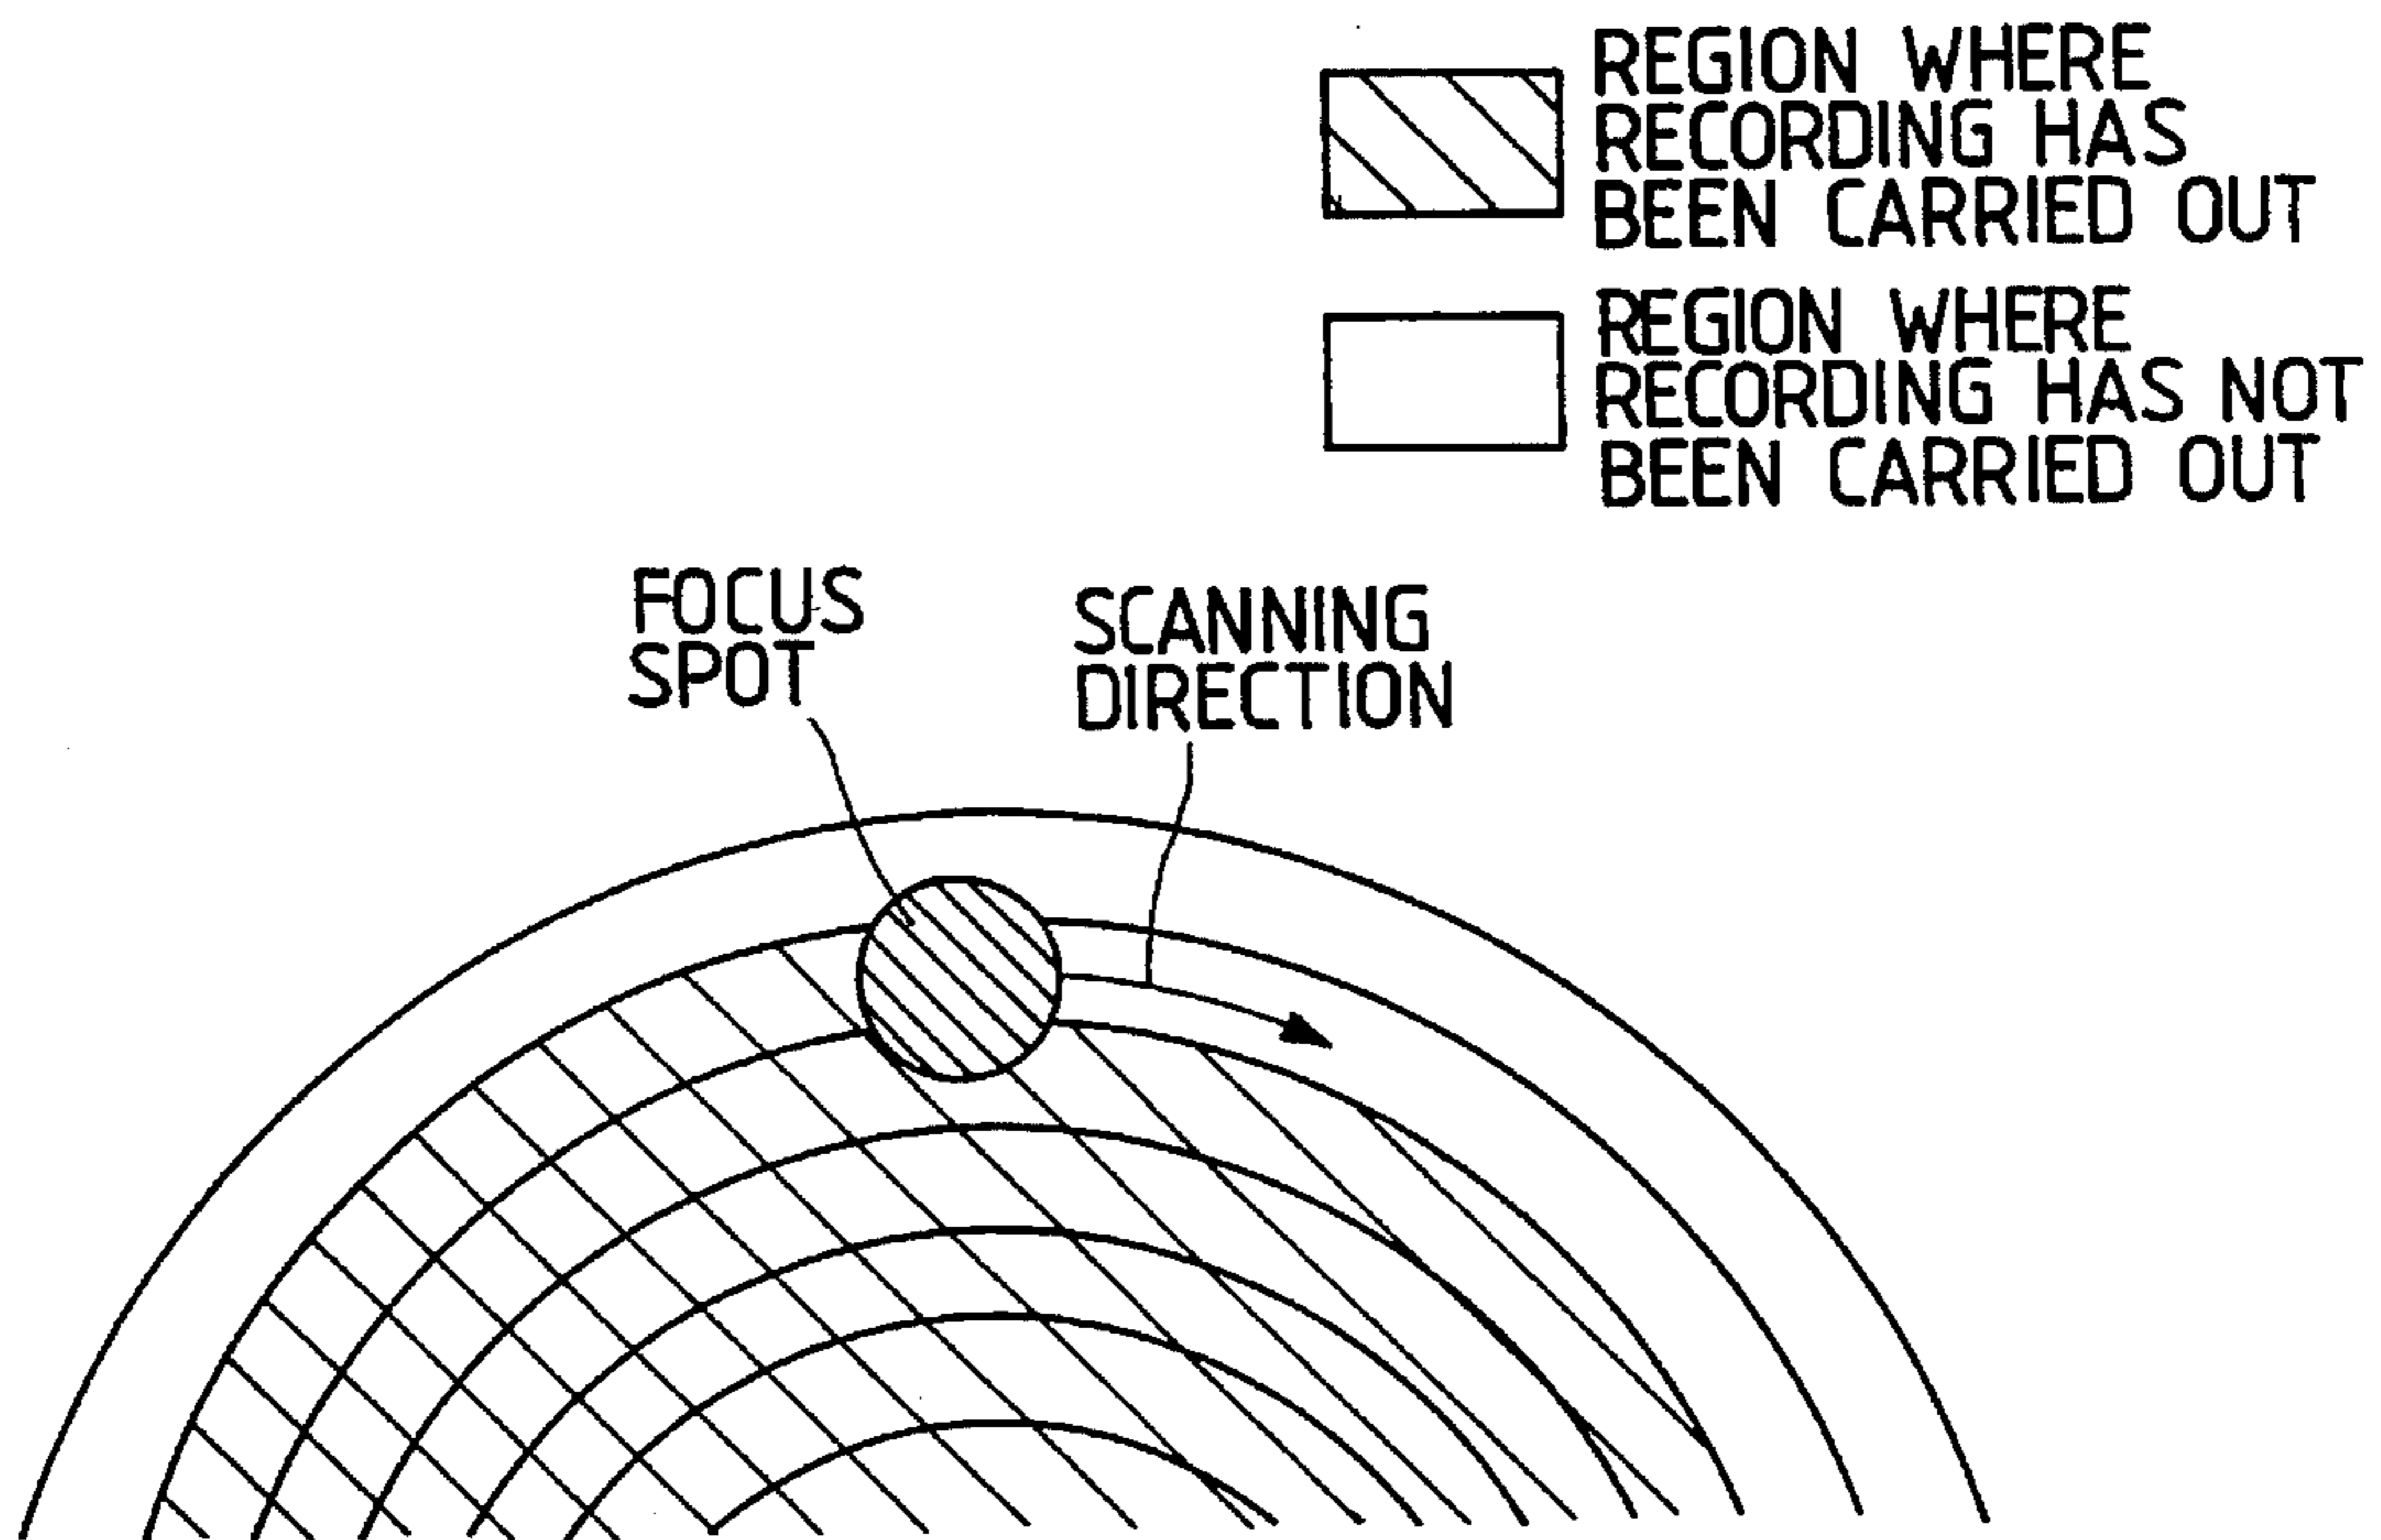 REGION WHERE
RECORDING HAS
BEEN CARRIED OUT
REGION WHERE
RECORDING HAS NOT
BEEN CARRIED OUT
FOCUS
SPOT
SCANNING
DIRECTION